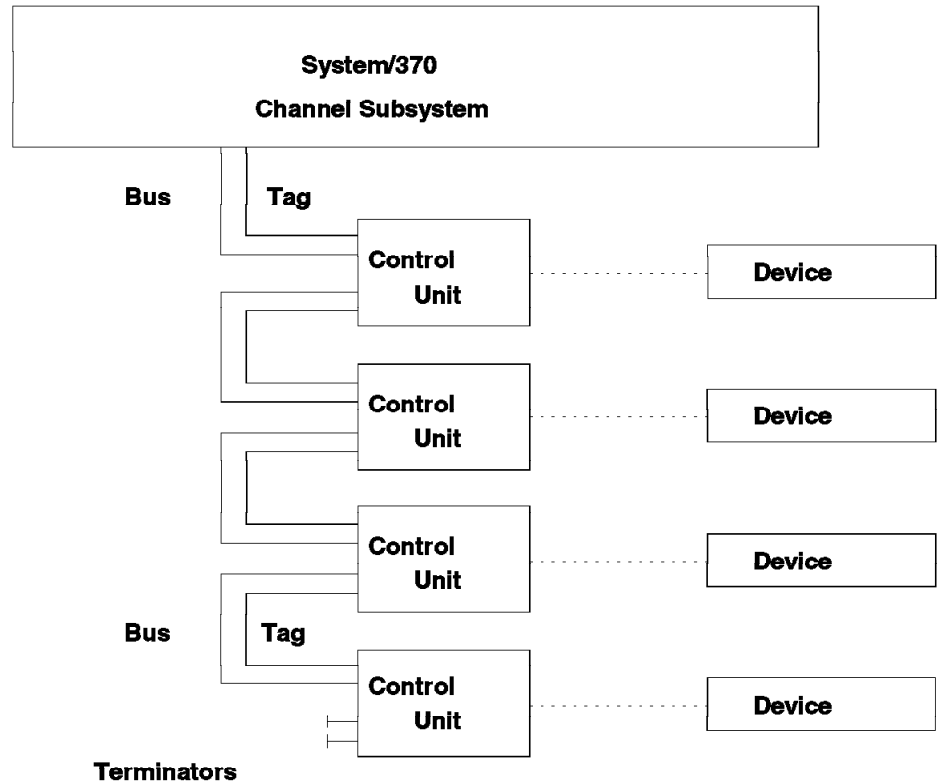 System/370
Channel Subsystem
Bus
Tag
Control
Unit
Device
Control
Unit
Device
Control
Unit
Device
Bus
Tag
Control
Unit
Device
Terminators